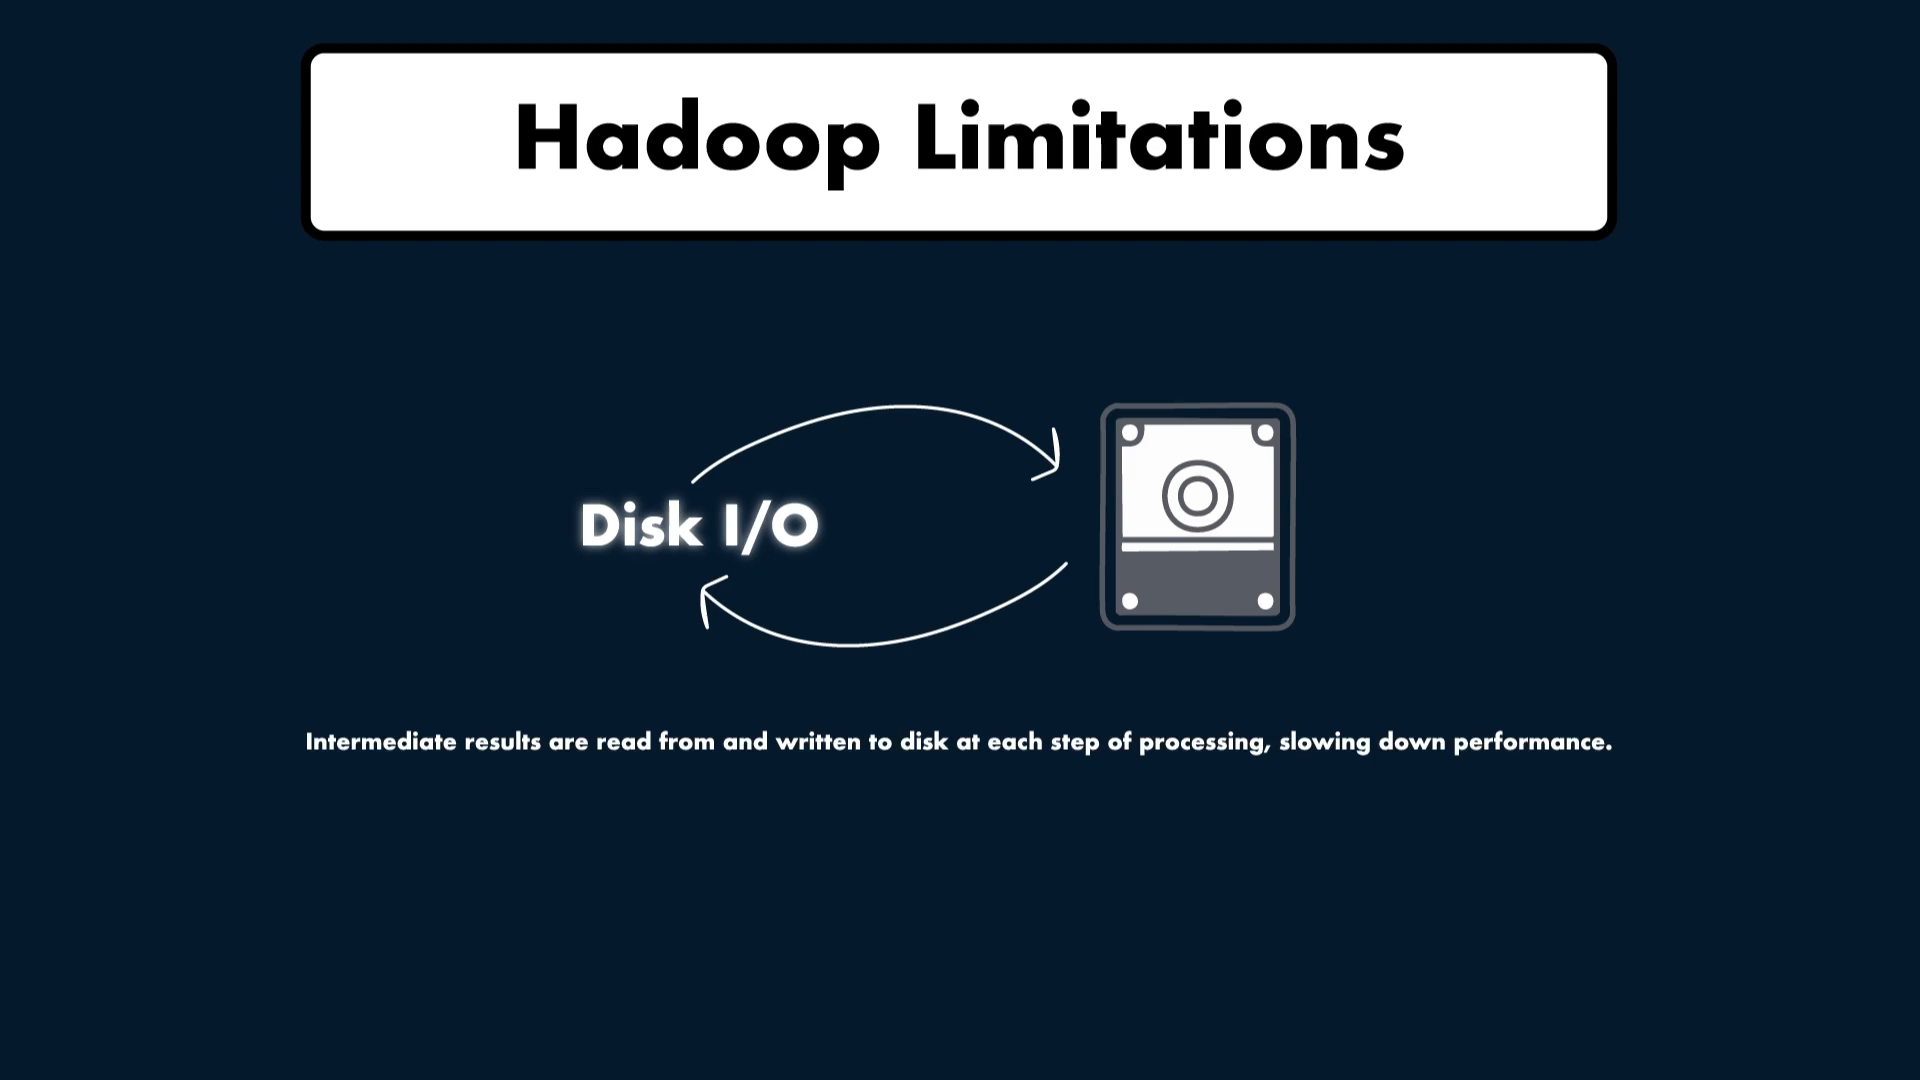 Hadoop Limitations
Disk I/O
Intermediate results are read from and written to disk at each step of processing, slowing down performance.